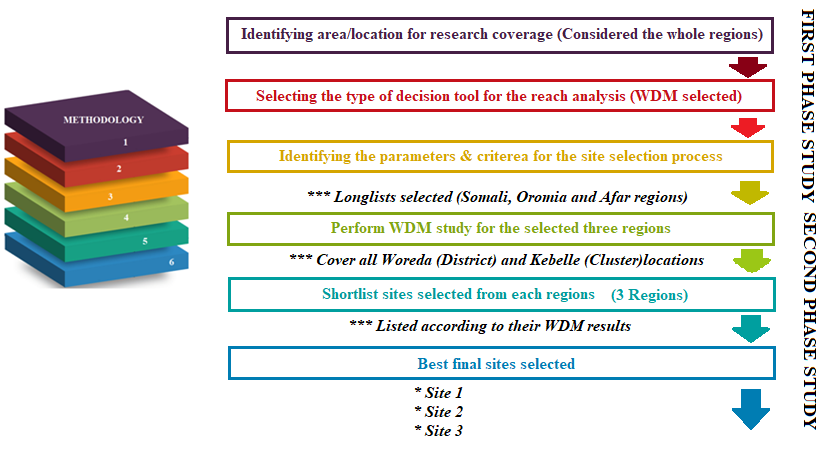 METHODOLOGY
1
2
3
4
5
6
Identifying area/location for research coverage (Considered the whole regions)
Selecting the type of decision tool for the reach analysis (WDM selected)
Identifying the parameters & criterea for the site selection process
*** Longlists selected (Somali, Oromia and Afar regions)
Perform WDM study for the selected three regions
*** Cover all Woreda (District) and Kebelle (Cluster)locations
Shortlist sites selected from each regions (3 Regions)
*** Listed according to their WDM results
Best final sites selected
* Site 1
* Site 2
* Site 3
FIRST PHASE STUDY
SECOND PHASE STUDY